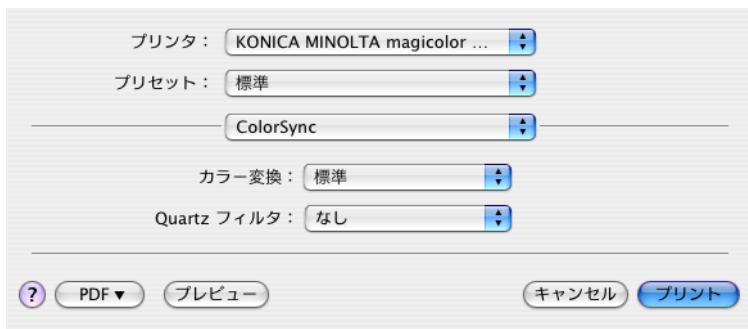 プリンタ： KONICA MINOLTA magicolor ...
プリセット： 標準
ColorSync
カラー変換： 標準
Quartz フィルタ： なし
? PDF▼ プレビュー キャンセル プリント